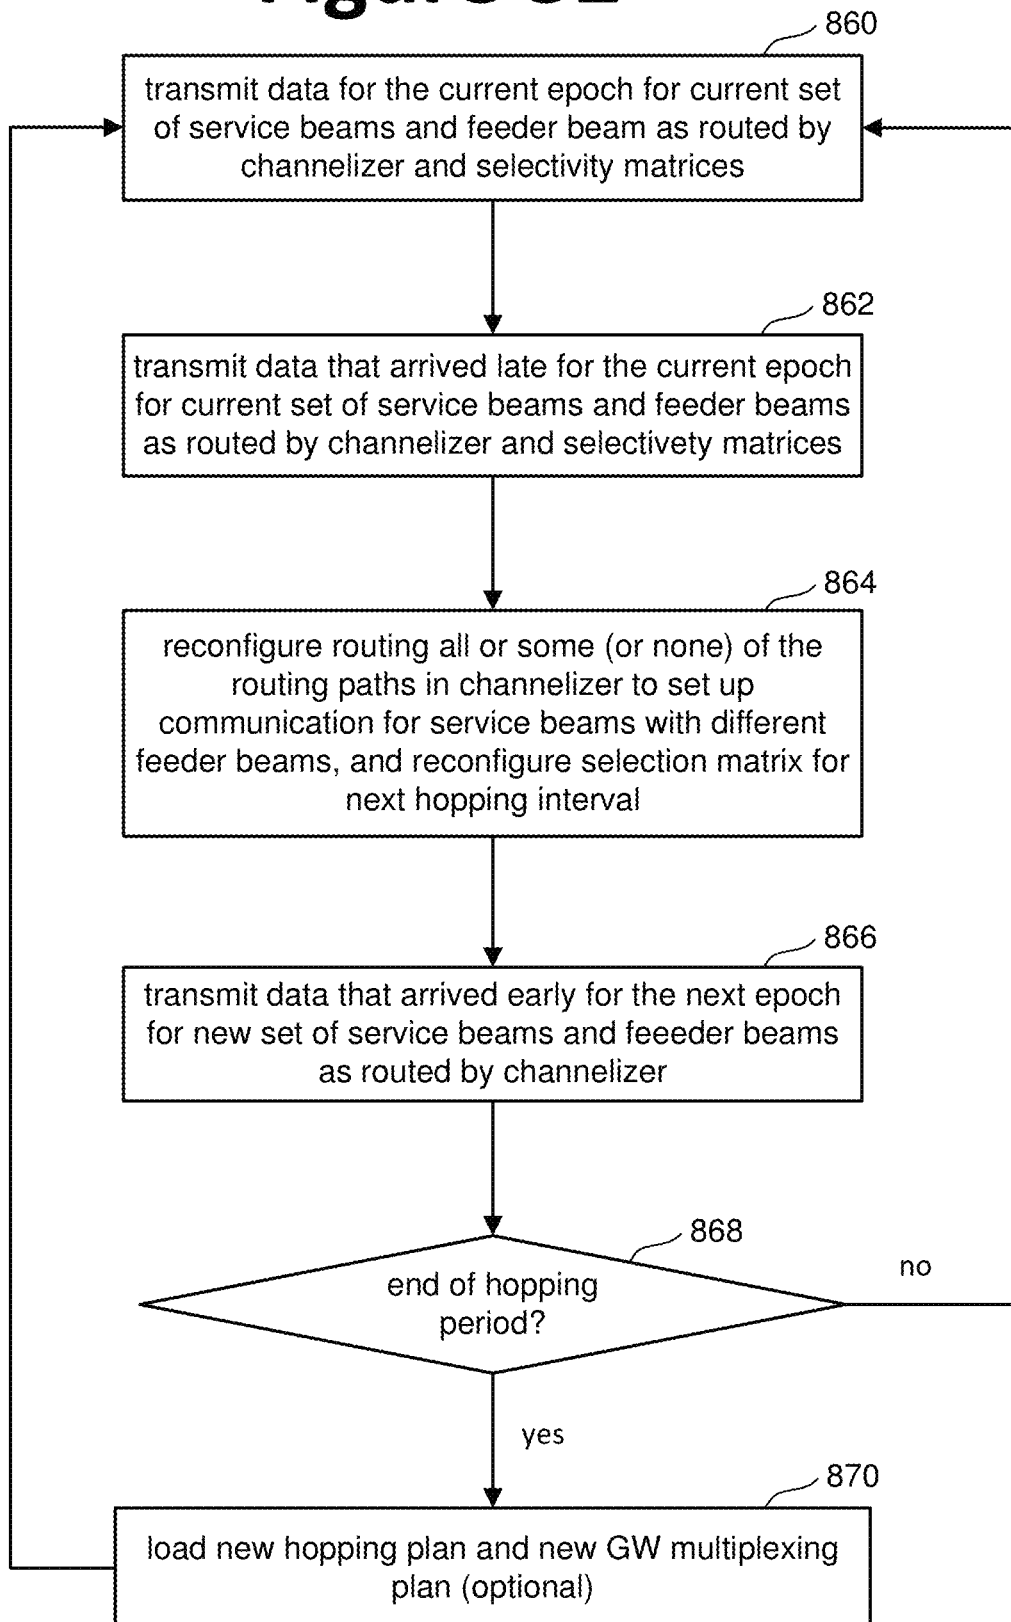 860
transmit data for the current epoch for current set
of service beams and feeder beam as routed by
channelizer and selectivity matrices
862
transmit data that arrived late for the current epoch
for current set of service beams and feeder beams
as routed by channelizer and selectivety matrices
864
reconfigure routing all or some (or none) of the
routing paths in channelizer to set up
communication for service beams with different
feeder beams, and reconfigure selection matrix for
next hopping interval
866
transmit data that arrived early for the next epoch
for new set of service beams and feeeder beams
as routed by channelizer
868
end of hopping
period?
no
yes
870
load new hopping plan and new GW multiplexing
plan (optional)